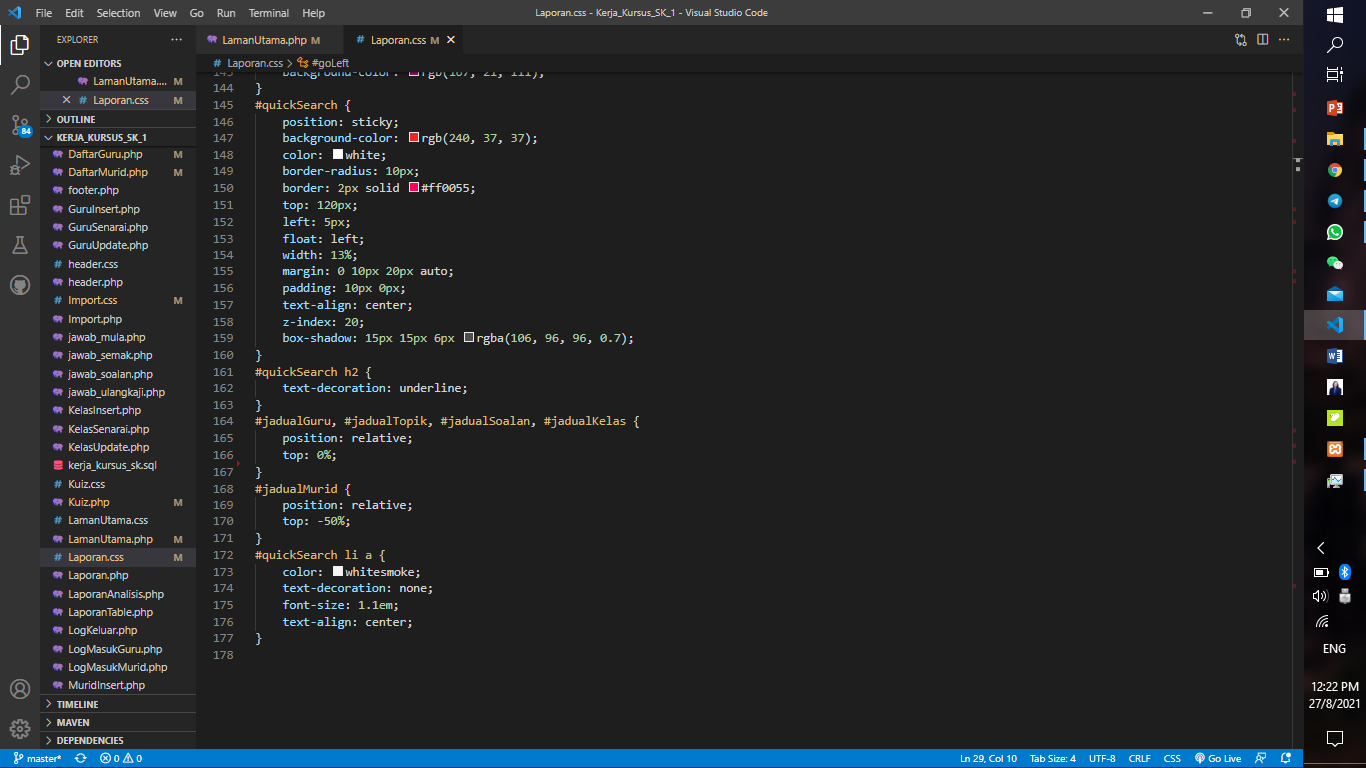 File Edit Selection View Go Run Terminal Help
Laporan.css - Kerja_Kursus_SK_1 - Visual Studio Code
EXPLORER
OPEN EDITORS
LamanUtama.... M
Laporan.css M
OUTLINE
KERJA_KURSUS_SK_1
DaftarGuru.php M
DaftarMurid.php M
footer.php
GuruInsert.php
GuruSenarai.php
GuruUpdate.php
header.css
header.php
Import.css M
Import.php
jawab_mula.php
jawab_semak.php
jawab_soalan.php
jawab_ulangkaji.php
KelasInsert.php
KelasSenarai.php
KelasUpdate.php
kerja_kursus_sk.sql
Kuiz.css
Kuiz.php M
LamanUtama.css
LamanUtama.php M
Laporan.css M
Laporan.php
LaporanAnalisis.php
LaporanTable.php
LogKeluar.php
LogMasukGuru.php
LogMasukMurid.php
MuridInsert.php
TIMELINE
MAVEN
DEPENDENCIES
84
LamanUtama.php M
# Laporan.css M
# Laporan.css > #goLeft
143 background-color: rgb(167, 21, 111);
144 }
145 #quickSearch {
146 position: sticky;
147 background-color: rgb(240, 37, 37);
148 color: white;
149 border-radius: 10px;
150 border: 2px solid #ff0055;
151 top: 120px;
152 left: 5px;
153 float: left;
154 width: 13%;
155 margin: 0 10px 20px auto;
156 padding: 10px 0px;
157 text-align: center;
158 z-index: 20;
159 box-shadow: 15px 15px 6px rgba(106, 96, 96, 0.7);
160 }
161 #quickSearch h2 {
162 text-decoration: underline;
163 }
164 #jadualGuru, #jadualTopik, #jadualSoalan, #jadualKelas {
165 position: relative;
166 top: 0%;
167 }
168 #jadualMurid {
169 position: relative;
170 top: -50%;
171 }
172 #quickSearch li a {
173 color: whitesmoke;
174 text-decoration: none;
175 font-size: 1.1em;
176 text-align: center;
177 }
178
master* 0 0
Ln 29, Col 10 Tab Size: 4 UTF-8 CRLF CSS Go Live
ENG
12:22 PM
27/8/2021